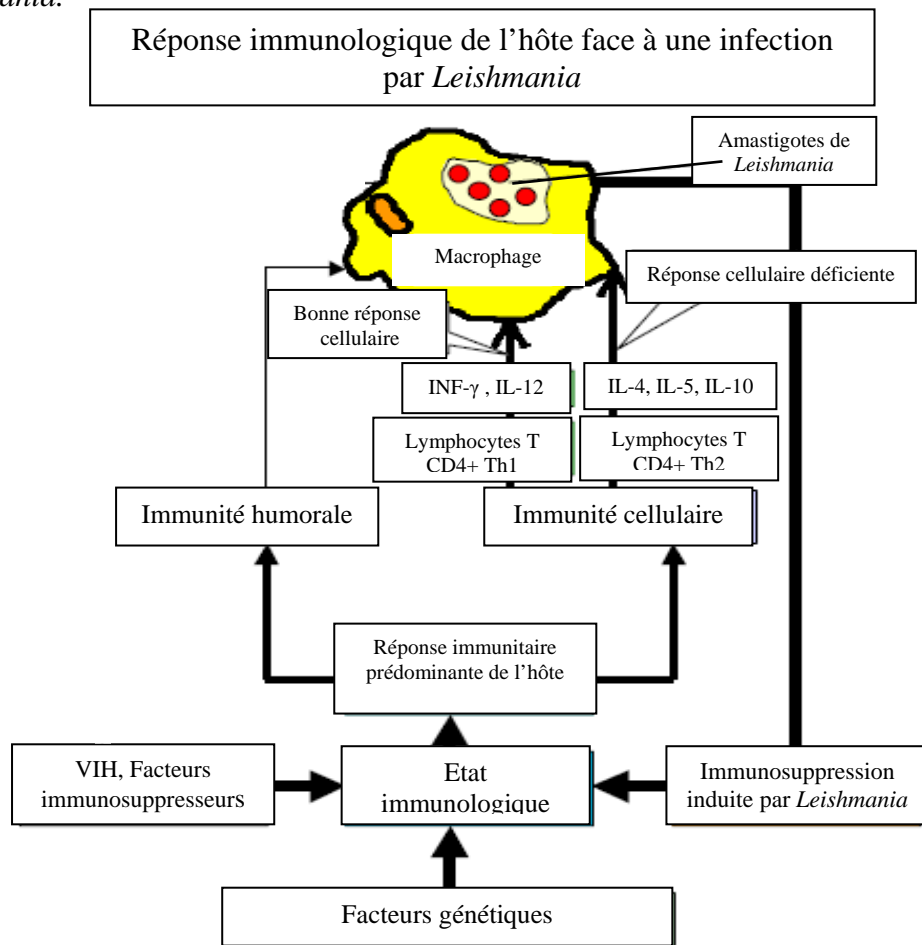 ania.
Réponse immunologique de l'hôte face à une infection
par Leishmania
Amastigotes de
Leishmania
Macrophage
Réponse cellulaire déficiente
Bonne réponse
cellulaire
INF-γ , IL-12
IL-4, IL-5, IL-10
Lymphocytes T
CD4+ Th1
Lymphocytes T
CD4+ Th2
Immunité humorale
Immunité cellulaire
Réponse immunitaire
prédominante de l'hôte
VIH, Facteurs
immunosuppresseurs
Etat
immunologique
Immunosuppression
induite par Leishmania
Facteurs génétiques